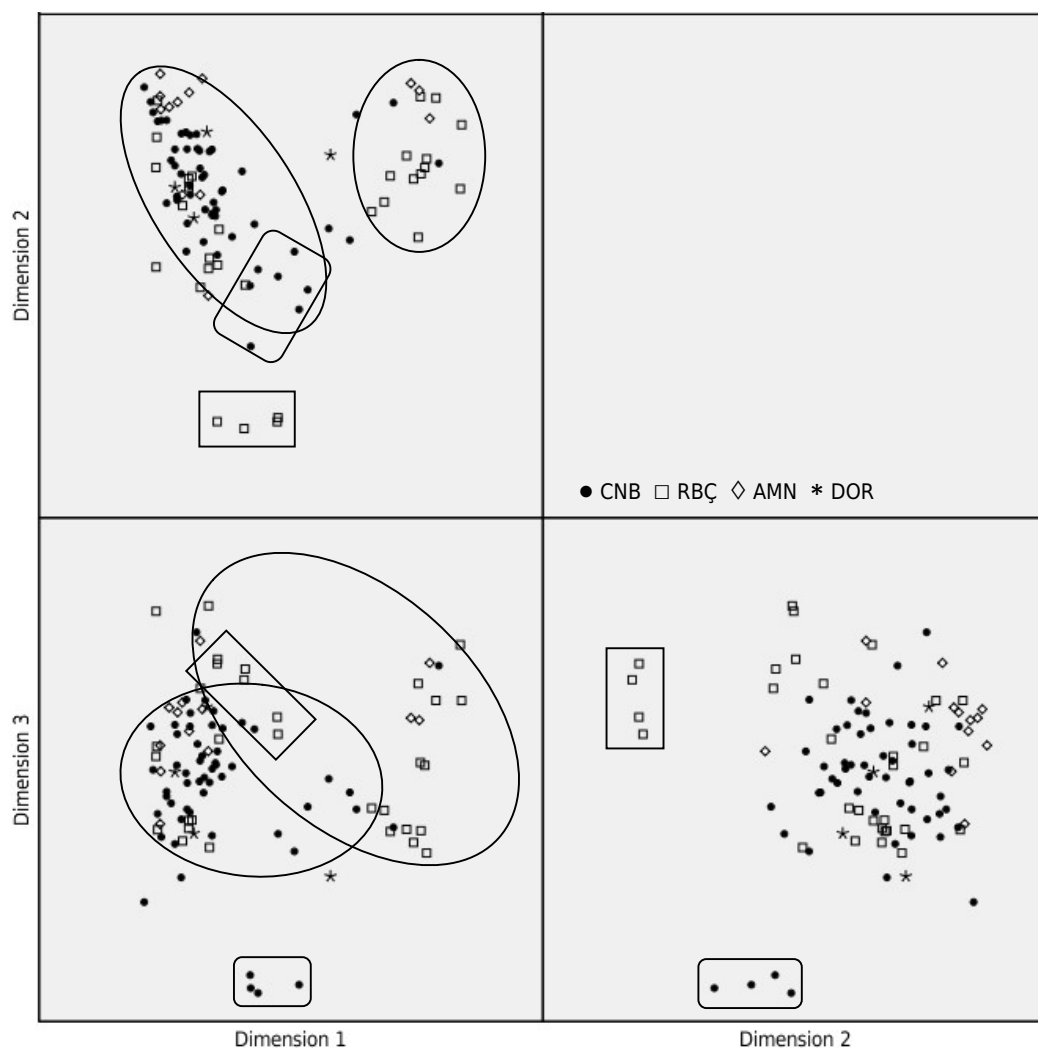 Dimension 2
● CNB □ RBÇ ◇ AMN * DOR
Dimension 3
Dimension 1
Dimension 2